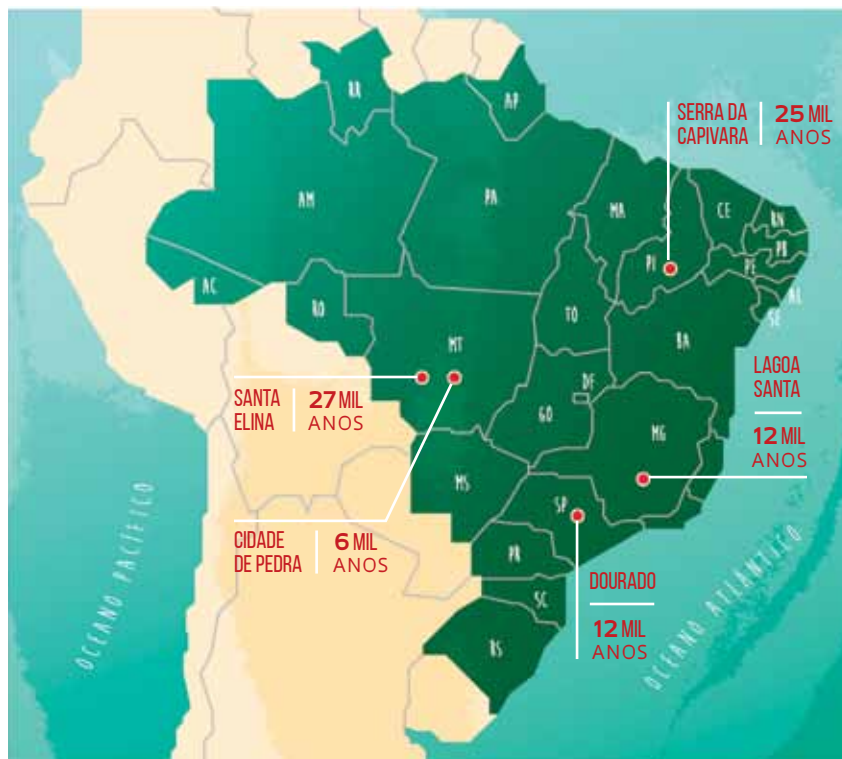 RR
AP
SERRA DA
CAPIVARA
25 MIL
ANOS
AM
PA
MA
CE
RN
PB
PI
PE
AL
SE
AC
RO
TO
BA
MT
DF
GO
MG
SANTA
ELINA
27 MIL
ANOS
LAGOA
SANTA
12 MIL
ANOS
MS
SP
CIDADE
DE PEDRA
6 MIL
ANOS
PR
DOURADO
12 MIL
ANOS
SC
RS
OCEANO PACÍFICO
OCEANO ATLÂNTICO